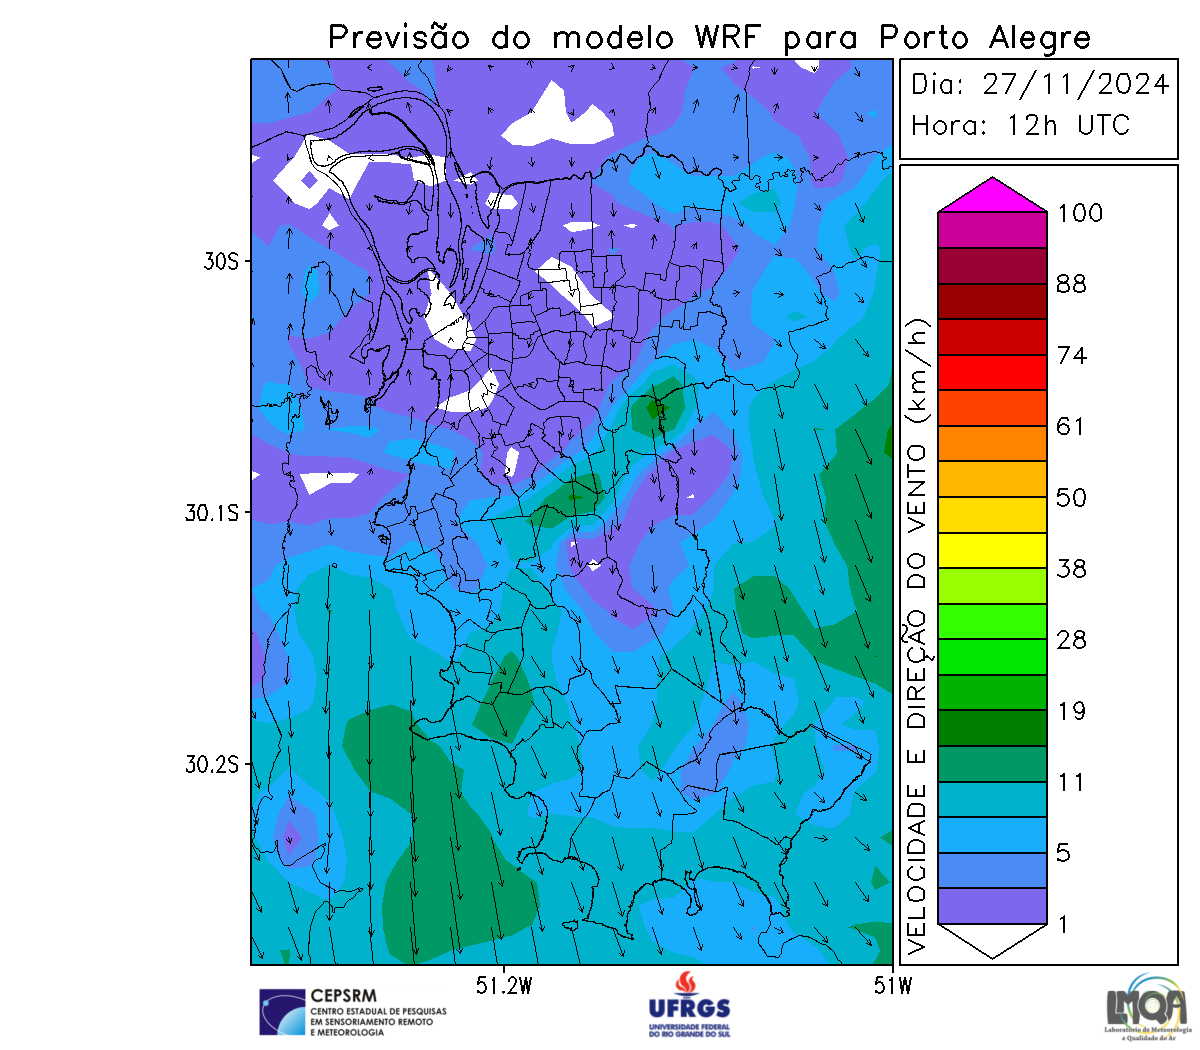 Previsão do modelo WRF para Porto Alegre
Dia: 27/11/2024
Hora: 12h UTC
30S
30.1S
30.2S
51.2W
51W
VELOCIDADE E DIREÇÃO DO VENTO (km/h)
100
88
74
61
50
38
28
19
11
5
1
CEPSRM
CENTRO ESTADUAL DE PESQUISAS
EM SENSORIAMENTO REMOTO
E METEOROLOGIA
UFRGS
UNIVERSIDADE FEDERAL
DO RIO GRANDE DO SUL
LMQA
Laboratório de Meteorologia
e Qualidade do Ar